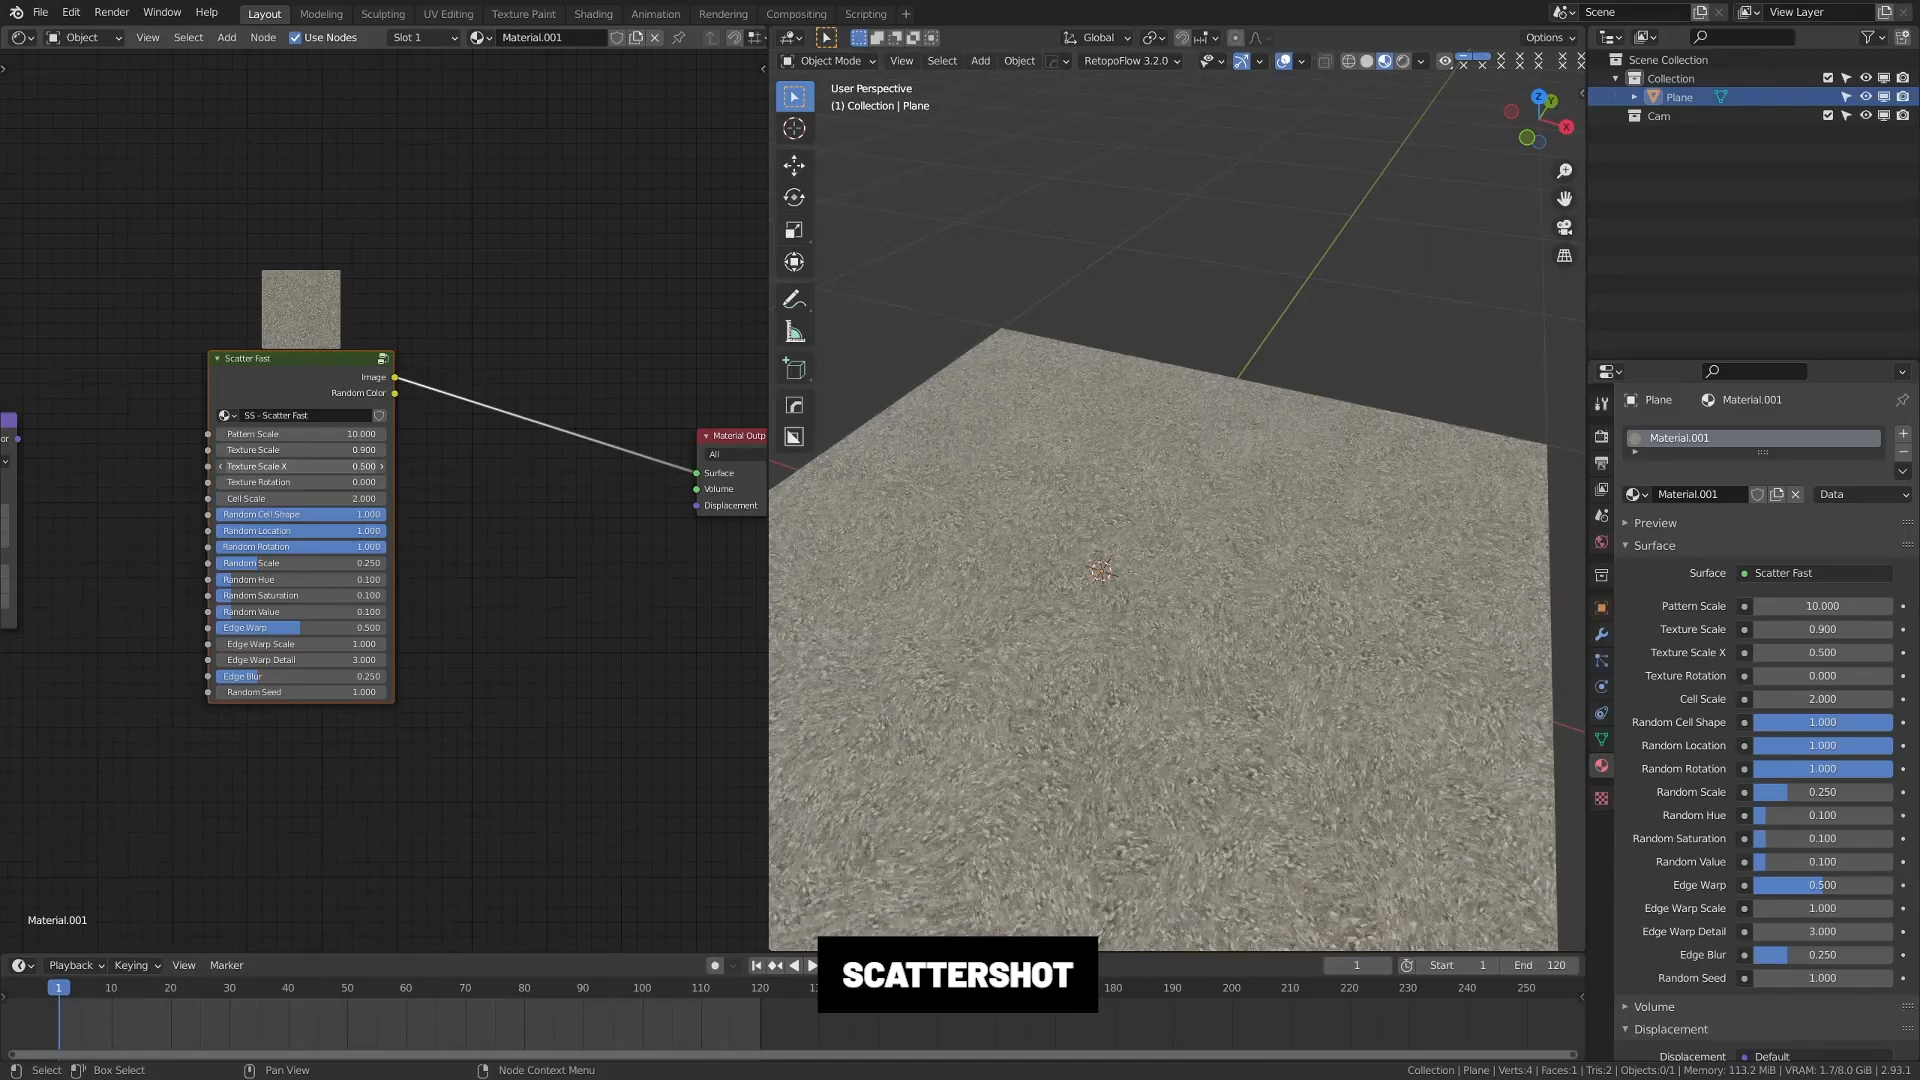 File Edit Render Window Help Layout Modeling Sculpting UV Editing Texture Paint Shading Animation Rendering Compositing Scripting + Scene View Layer
Object View Select Add Node Use Nodes Slot 1 Material.001
Global Options
Object Mode View Select Add Object RetopoFlow 3.2.0
User Perspective
(1) Collection | Plane
Z
Y
X
Scene Collection
Collection
Plane
Cam
Scatter Fast
Image
Random Color
SS - Scatter Fast
Pattern Scale 10.000
Texture Scale 0.900
Texture Scale X 0.500
Texture Rotation 0.000
Cell Scale 2.000
Random Cell Shape 1.000
Random Location 1.000
Random Rotation 1.000
Random Scale 0.250
Random Hue 0.100
Random Saturation 0.100
Random Value 0.100
Edge Warp 0.500
Edge Warp Scale 1.000
Edge Warp Detail 3.000
Edge Blur 0.250
Random Seed 1.000
or
Material Outp
All
Surface
Volume
Displacement
Material.001
Plane Material.001
Material.001
Material.001 Data
Preview
Surface
Surface Scatter Fast
Pattern Scale 10.000
Texture Scale 0.900
Texture Scale X 0.500
Texture Rotation 0.000
Cell Scale 2.000
Random Cell Shape 1.000
Random Location 1.000
Random Rotation 1.000
Random Scale 0.250
Random Hue 0.100
Random Saturation 0.100
Random Value 0.100
Edge Warp 0.500
Edge Warp Scale 1.000
Edge Warp Detail 3.000
Edge Blur 0.250
Random Seed 1.000
Volume
Displacement
Displacement Default
Playback Keying View Marker 1 Start 1 End 120
1 10 20 30 40 50 60 70 80 90 100 110 120 180 190 200 210 220 230 240 250
SCATTERSHOT
Select Box Select Pan View Node Context Menu Collection | Plane | Verts:4 | Faces:1 | Tris:2 | Objects:0/1 | Memory: 113.2 MiB | VRAM: 1.7/8.0 GiB | 2.93.1